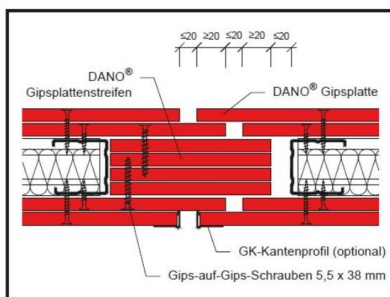 ≤20 ≥20 ≤20 ≥20 ≤20
DANO®
Gipsplattenstreifen
DANO® Gipsplatte
GK-Kantenprofil (optional)
Gips-auf-Gips-Schrauben 5,5 x 38 mm